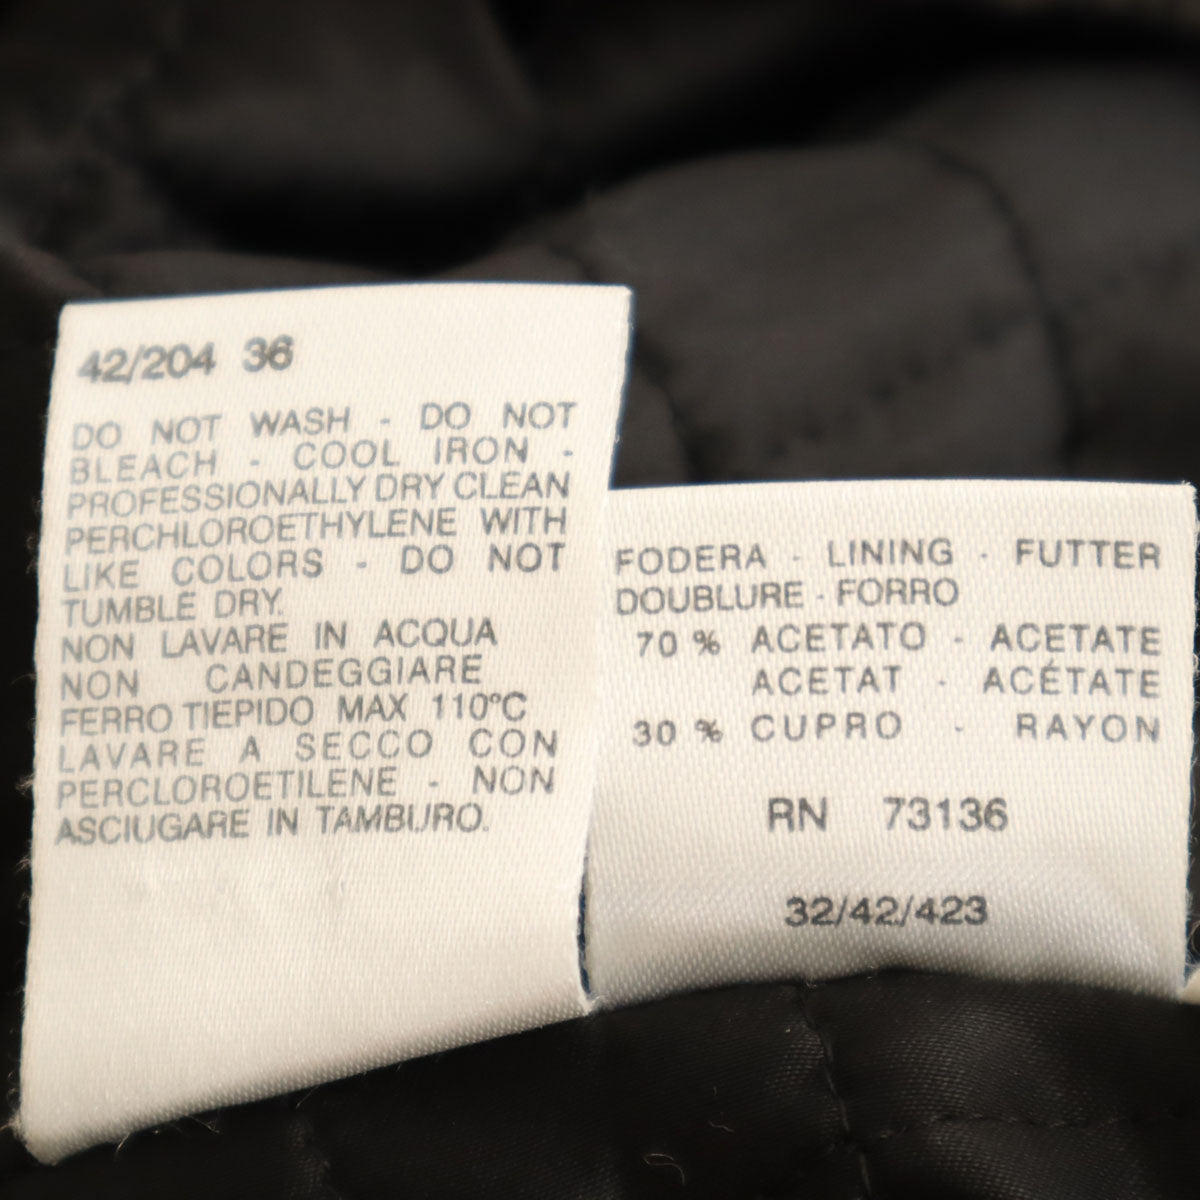 42/204 36
DO NOT WASH - DO NOT
BLEACH - COOL IRON -
PROFESSIONALLY DRY CLEAN
PERCHLOROETHYLENE WITH
LIKE COLORS - DO NOT
TUMBLE DRY.
NON LAVARE IN ACQUA
NON CANDEGGIARE
FERRO TIEPIDO MAX 110°C
LAVARE A SECCO CON
PERCLOROETILENE - NON
ASCIUGARE IN TAMBURO.
FODERA - LINING - FUTTER
DOUBLURE - FORRO
70 % ACETATO - ACETATE
ACETAT - ACÉTATE
30 % CUPRO - RAYON
RN 73136
32/42/423